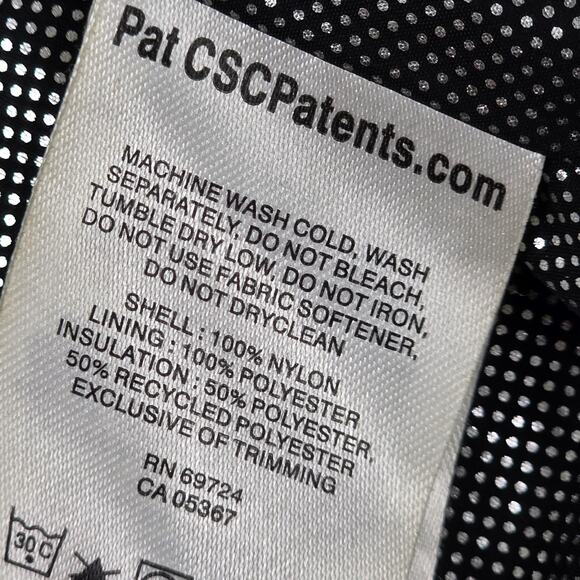 Pat CSCPatents.com
MACHINE WASH COLD, WASH
SEPARATELY. DO NOT BLEACH,
TUMBLE DRY LOW. DO NOT IRON,
DO NOT USE FABRIC SOFTENER,
DO NOT DRYCLEAN
SHELL : 100% NYLON
LINING : 100% POLYESTER
INSULATION : 50% POLYESTER,
50% RECYCLED POLYESTER
EXCLUSIVE OF TRIMMING
RN 69724
CA 05367
30 C